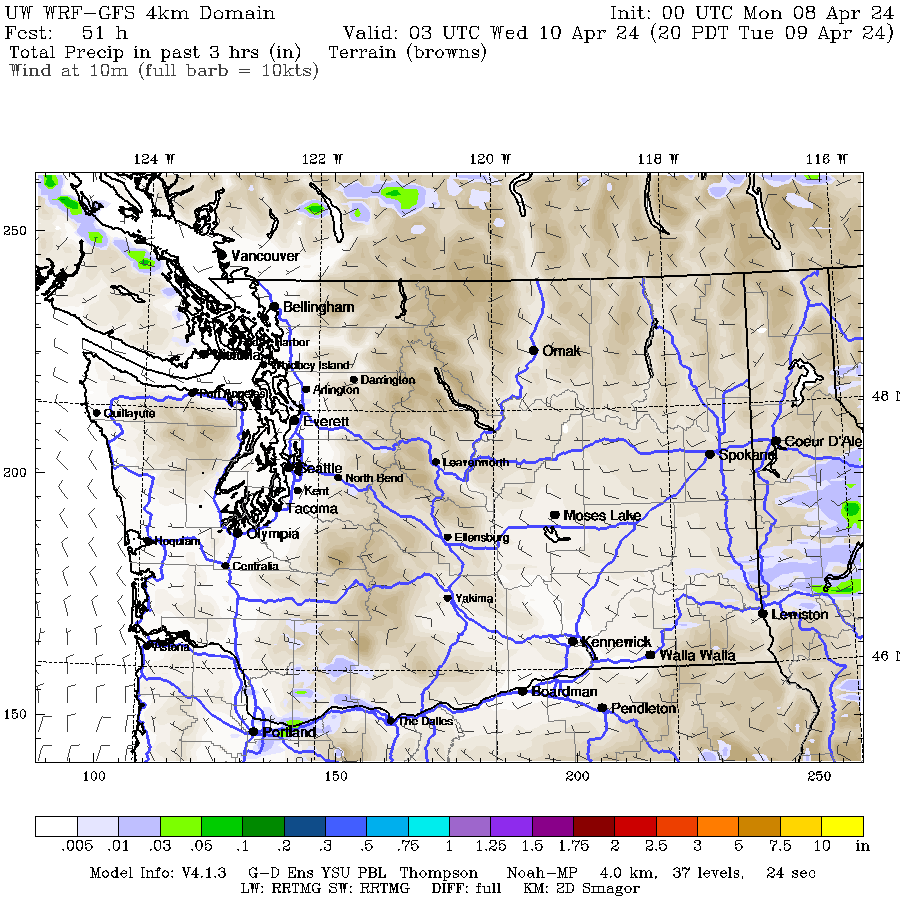 UW WRF-GFS 4km Domain Init: 00 UTC Mon 08 Apr 24
Fcst: 51 h Valid: 03 UTC Wed 10 Apr 24 (20 PDT Tue 09 Apr 24)
Total Precip in past 3 hrs (in) Terrain (browns)
Wind at 10m (full barb = 10kts)
124 W 122 W 120 W 118 W 116 W
250
Vancouver
Bellingham
Harbor
Omak
Whidbey Island
Darrington
Arlington
Port Angeles
48 N
Quillayute
Everett
Coeur D'Ale
Spokane
Leavenworth
200
Seattle
North Bend
Kent
Tacoma
Moses Lake
Olympia
Ellensburg
Hoquiam
Centralia
Yakima
Lewiston
Kennewick
Astoria
Walla Walla
46 N
Boardman
Pendleton
150
The Dalles
Portland
100 150 200 250
.005 .01 .03 .05 .1 .2 .3 .5 .75 1 1.25 1.5 1.75 2 2.5 3 5 7.5 10 in
Model Info: V4.1.3 G-D Ens YSU PBL Thompson Noah-MP 4.0 km, 37 levels, 24 sec
LW: RRTMG SW: RRTMG DIFF: full KM: 2D Smagor